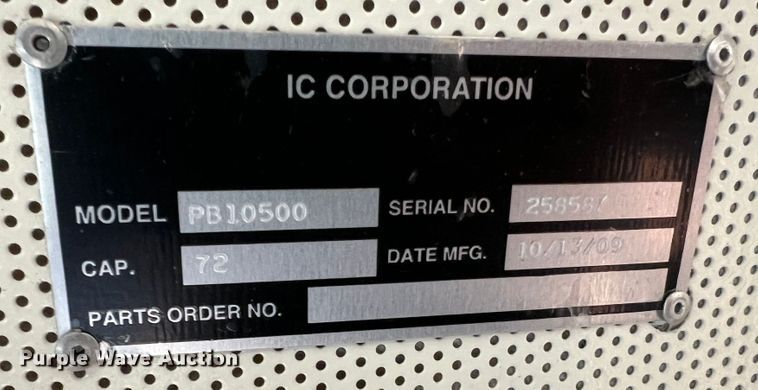 IC CORPORATION
MODEL PB10500 SERIAL NO. 258587
CAP. 72 DATE MFG. 10/13/09
PARTS ORDER NO.
Purple Wave Auction